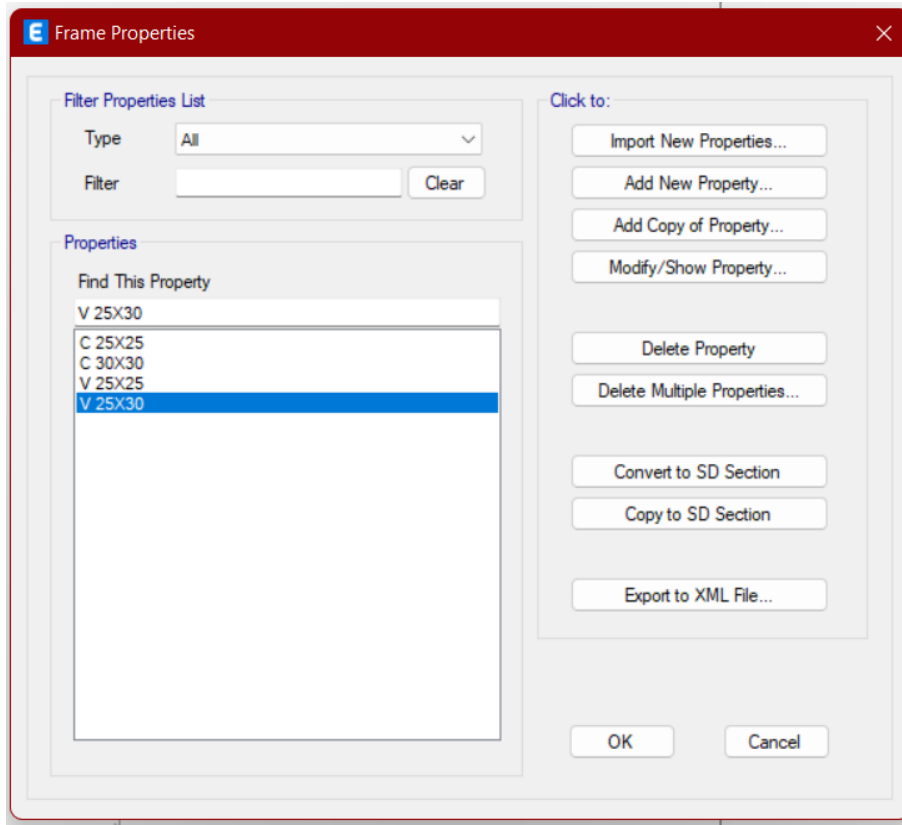 E Frame Properties
Filter Properties List
Type All
Filter Clear
Properties
Find This Property
V 25X30
C 25X25
C 30X30
V 25X25
V 25X30
Click to:
Import New Properties...
Add New Property...
Add Copy of Property...
Modify/Show Property...
Delete Property
Delete Multiple Properties...
Convert to SD Section
Copy to SD Section
Export to XML File...
OK Cancel